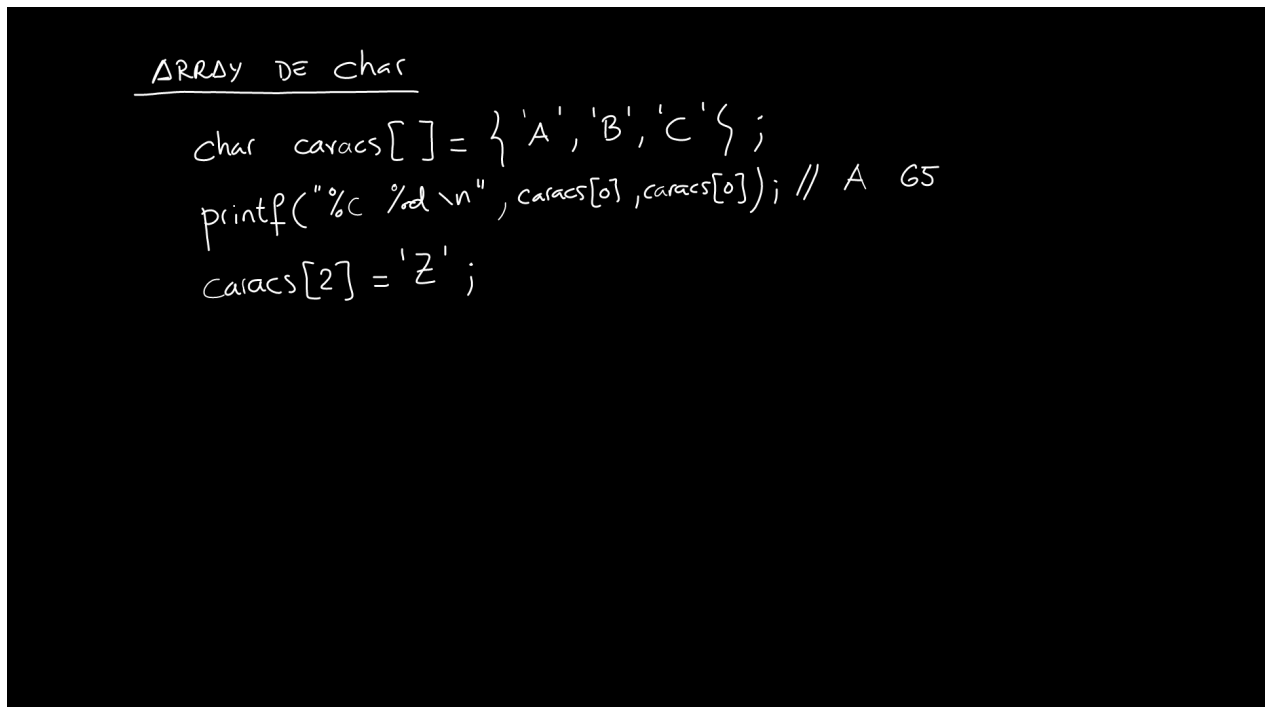 ARRAY DE char
char caracs[ ] = { 'A', 'B', 'C' } ;
printf("%c %d \n", caracs[0], caracs[0]); // A 65
caracs[2] = 'Z' ;